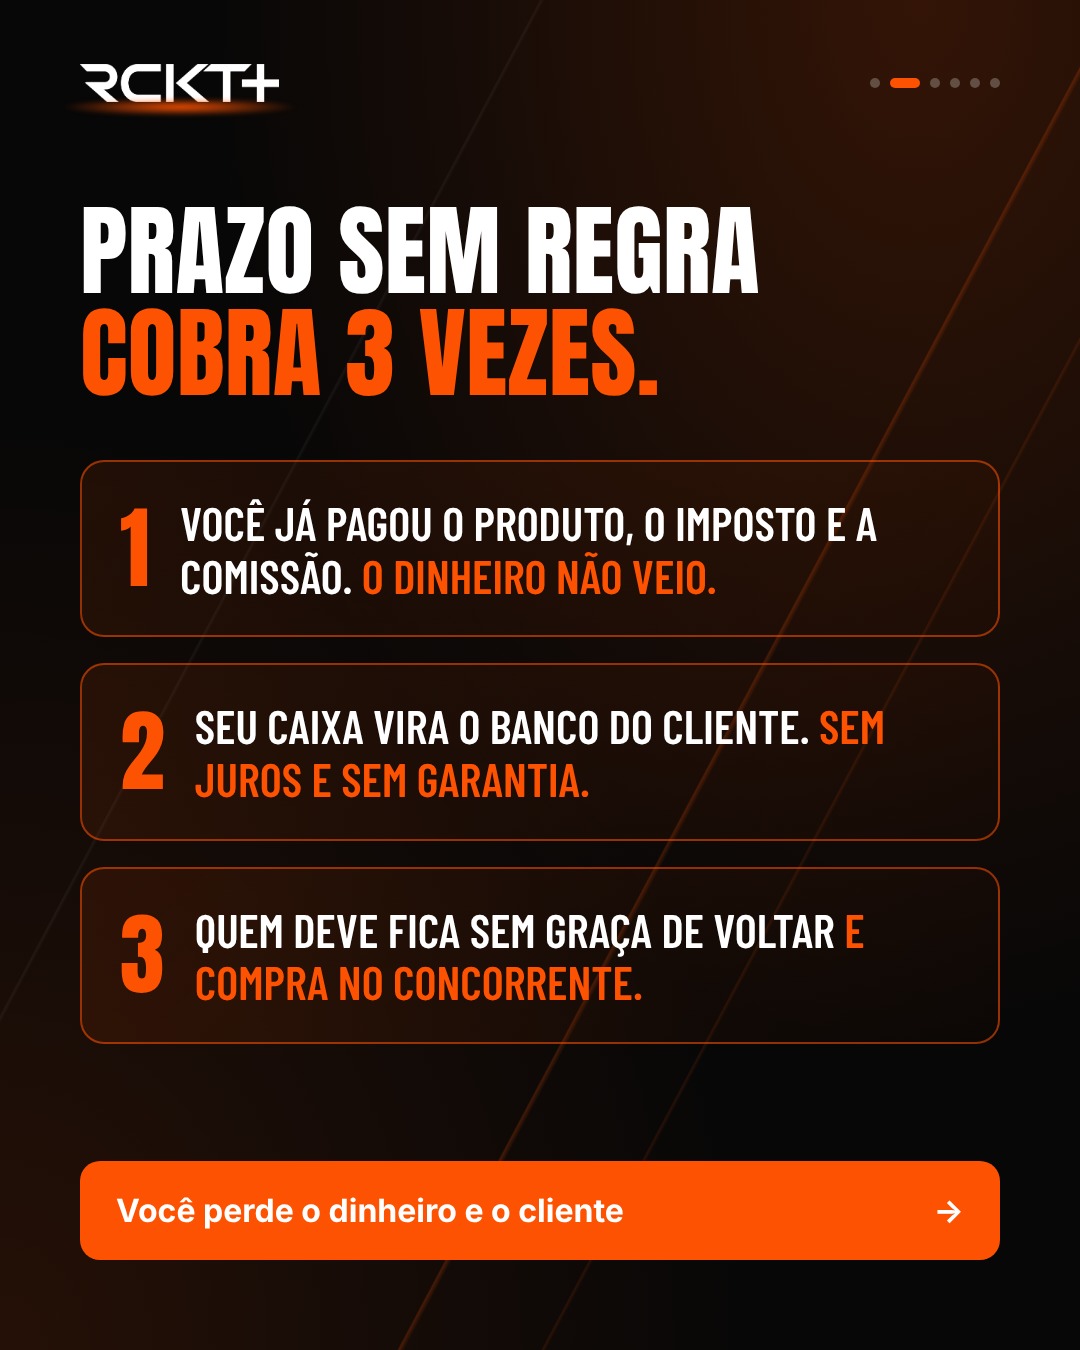 RCKT+
PRAZO SEM REGRA
COBRA 3 VEZES.
1
VOCÊ JÁ PAGOU O PRODUTO, O IMPOSTO E A
COMISSÃO. O DINHEIRO NÃO VEIO.
2
SEU CAIXA VIRA O BANCO DO CLIENTE. SEM
JUROS E SEM GARANTIA.
3
QUEM DEVE FICA SEM GRAÇA DE VOLTAR E
COMPRA NO CONCORRENTE.
Você perde o dinheiro e o cliente →